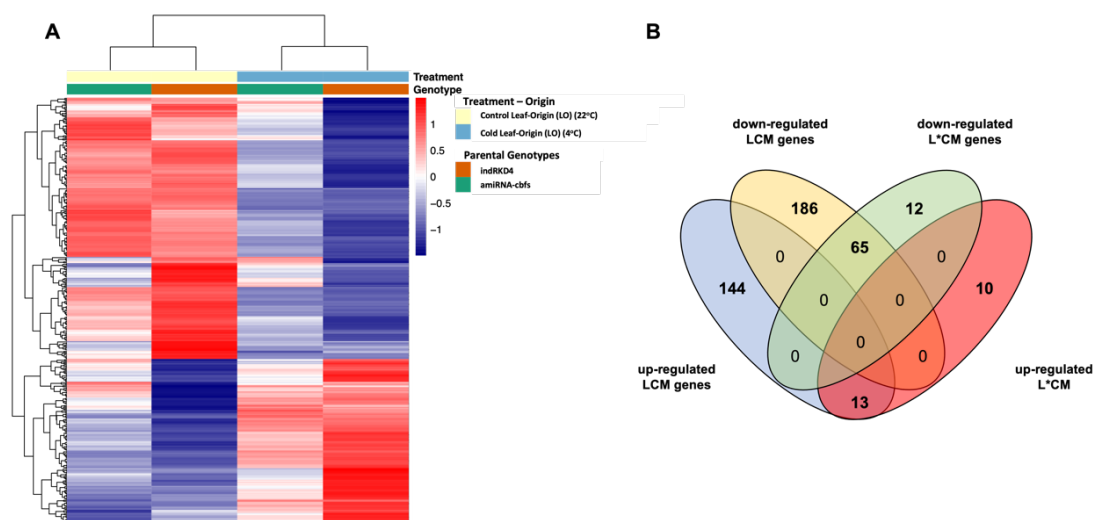 A
Treatment
Genotype
1
0.5
0
−0.5
−1
Treatment – Origin
Control Leaf-Origin (LO) (22°C)
Cold Leaf-Origin (LO) (4°C)
Parental Genotypes
indRKD4
amiRNA-cbfs
B
down-regulated
LCM genes
down-regulated
L*CM genes
186
12
0
65
0
144
0
0
10
0
0
0
up-regulated
LCM genes
13
up-regulated
L*CM